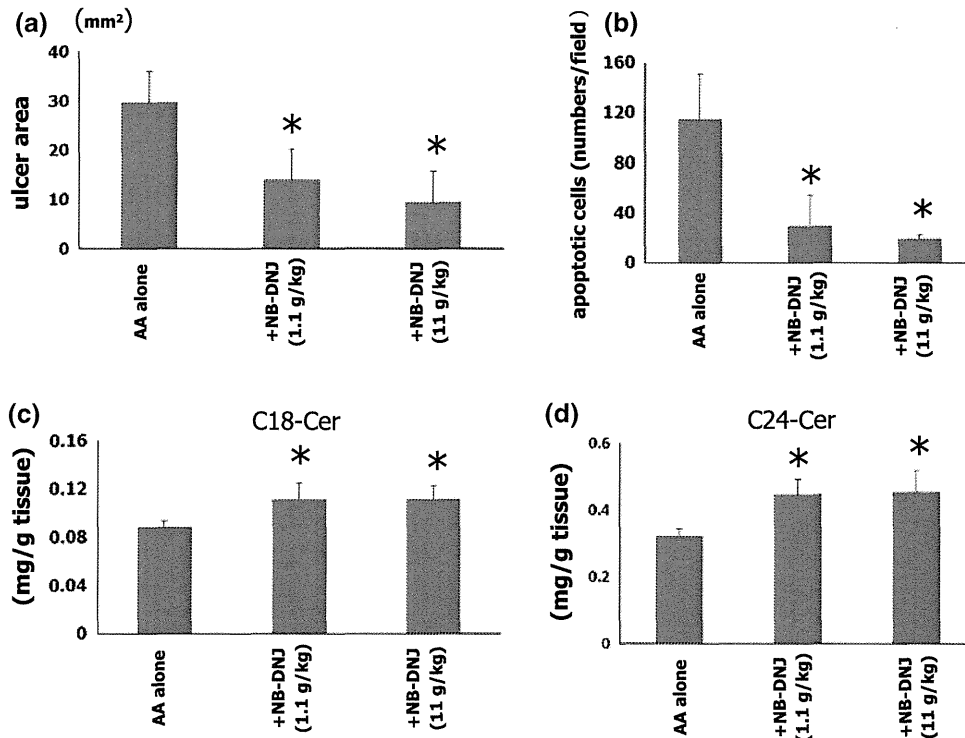 (a) (mm²)
40
30
20
10
0
ulcer area
*
*
AA alone
+NB-DNJ
(1.1 g/kg)
+NB-DNJ
(11 g/kg)
(b)
160
120
80
40
0
apoptotic cells (numbers/field)
*
*
AA alone
+NB-DNJ
(1.1 g/kg)
+NB-DNJ
(11 g/kg)
(c)
C18-Cer
0.16
0.12
0.08
0.04
0
(mg/g tissue)
*
*
AA alone
+NB-DNJ
(1.1 g/kg)
+NB-DNJ
(11 g/kg)
(d)
C24-Cer
0.6
0.4
0.2
0
(mg/g tissue)
*
*
AA alone
+NB-DNJ
(1.1 g/kg)
+NB-DNJ
(11 g/kg)